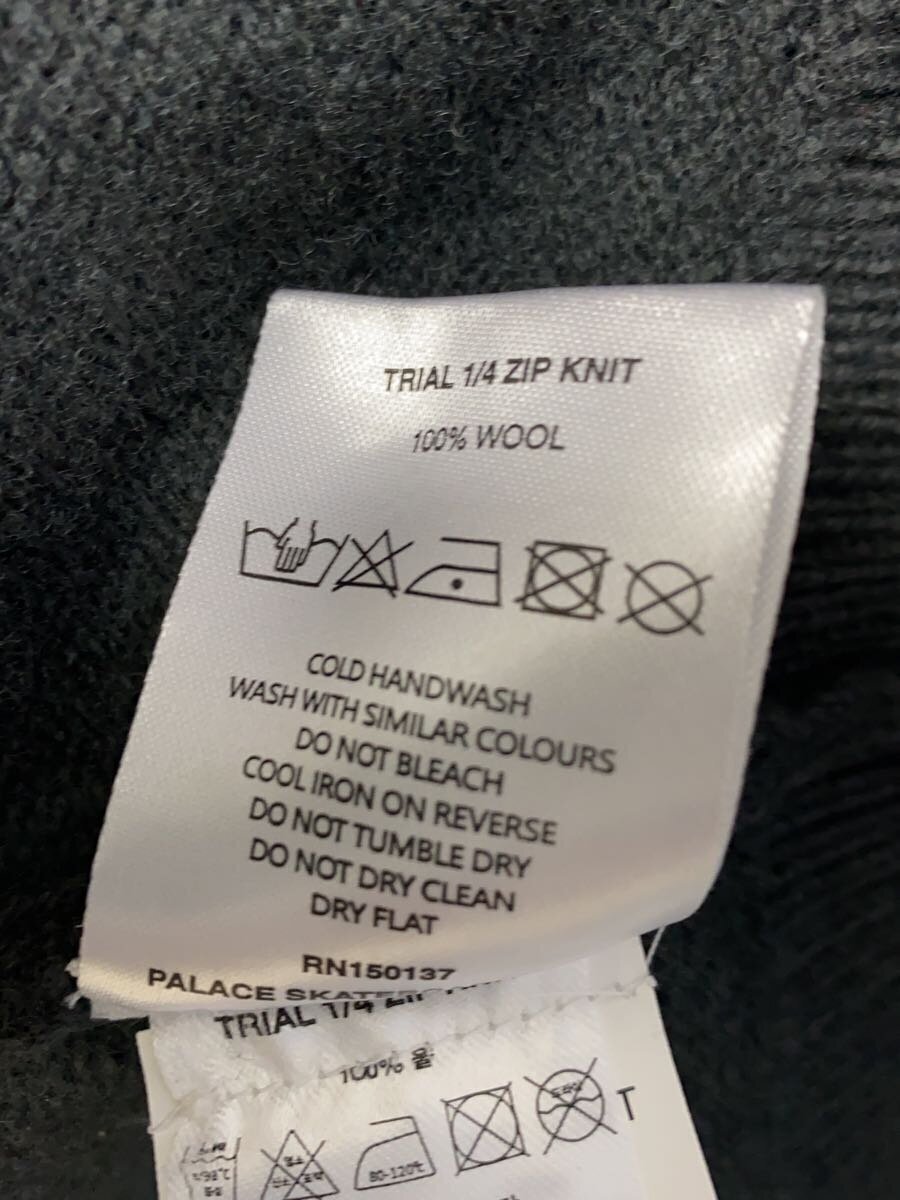 TRIAL 1/4 ZIP KNIT
100% WOOL
COLD HANDWASH
WASH WITH SIMILAR COLOURS
DO NOT BLEACH
COOL IRON ON REVERSE
DO NOT TUMBLE DRY
DO NOT DRY CLEAN
DRY FLAT
RN150137
PALACE
TRIAL 1/4 ZIP
100% 울
80-120℃